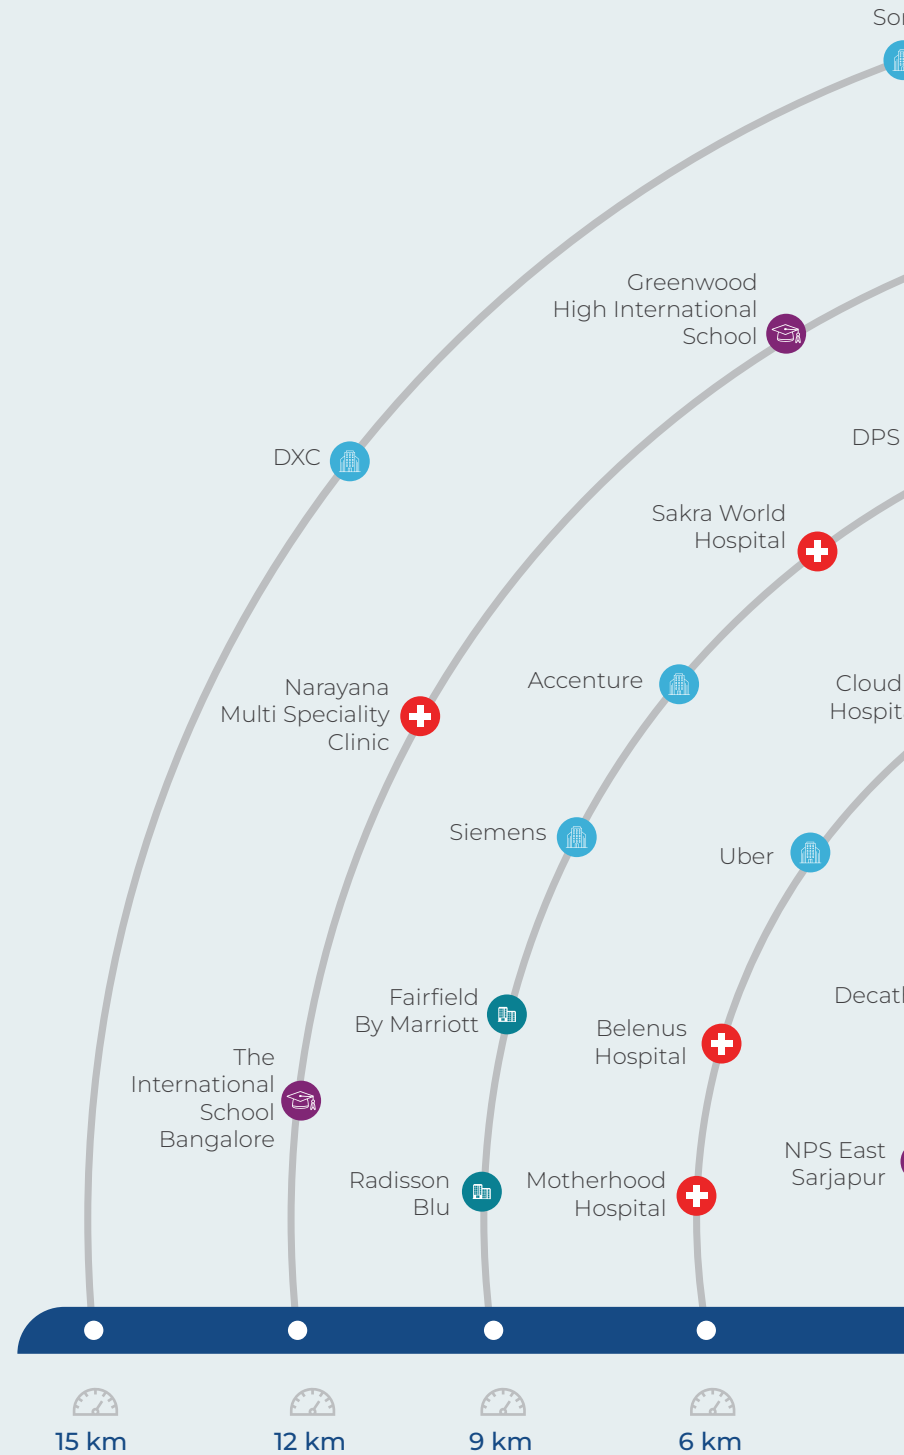 Greenwood
High International
School
DPS
DXC
Sakra World
Hospital
Accenture
Cloud
Narayana
Multi Speciality
Clinic
Siemens
Uber
Fairfield
By Marriott
Belenus
Hospital
The
International
School
Bangalore
NPS East
Sarjapur
Radisson
Blu
Motherhood
Hospital
15 km
12 km
9 km
6 km